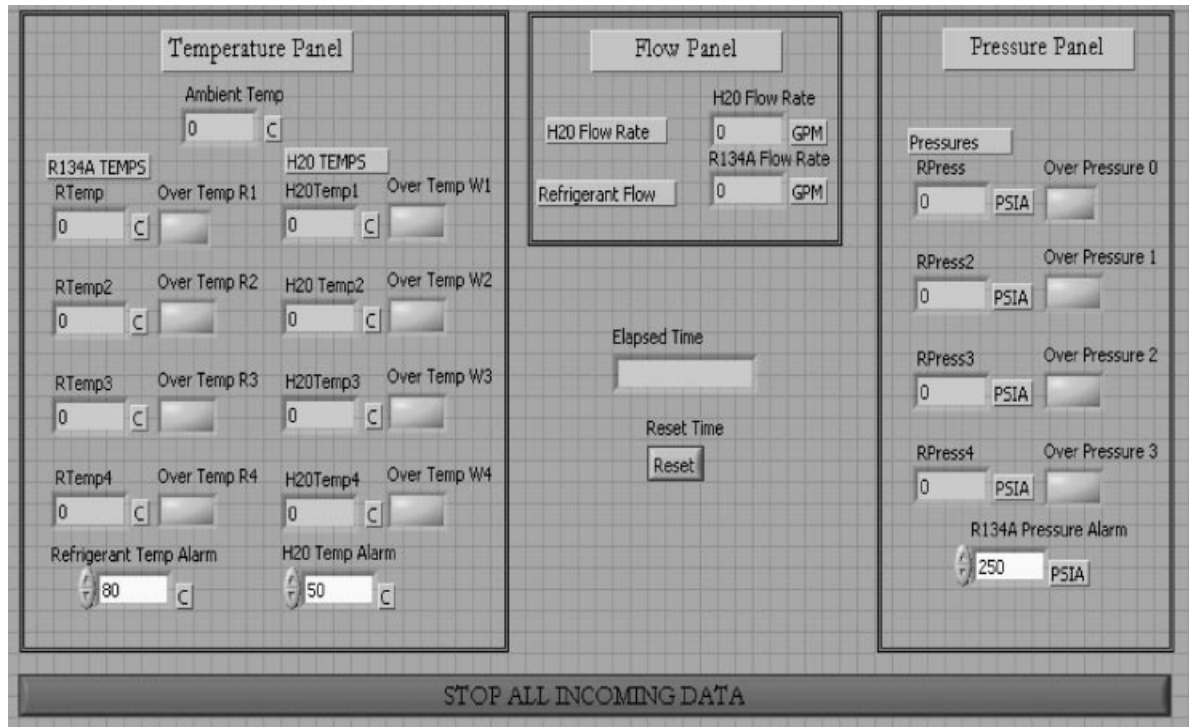 Temperature Panel
Ambient Temp
0 C
R134A TEMPS
H20 TEMPS
RTemp
Over Temp R1
H20Temp1
Over Temp W1
0 C
0 C
RTemp2
Over Temp R2
H20 Temp2
Over Temp W2
0 C
0 C
RTemp3
Over Temp R3
H20Temp3
Over Temp W3
0 C
0 C
RTemp4
Over Temp R4
H20Temp4
Over Temp W4
0 C
0 C
Refrigerant Temp Alarm
H20 Temp Alarm
80 C
50 C
Flow Panel
H20 Flow Rate
H20 Flow Rate
0 GPM
R134A Flow Rate
Refrigerant Flow
0 GPM
Elapsed Time
Reset Time
Reset
Pressure Panel
Pressures
RPress
Over Pressure 0
0 PSIA
RPress2
Over Pressure 1
0 PSIA
RPress3
Over Pressure 2
0 PSIA
RPress4
Over Pressure 3
0 PSIA
R134A Pressure Alarm
250 PSIA
STOP ALL INCOMING DATA